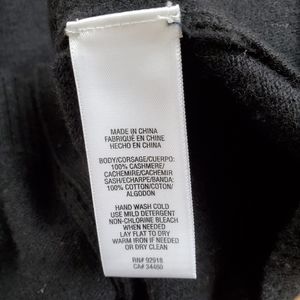 MADE IN CHINA
FABRIQUÉ EN CHINE
HECHO EN CHINA
BODY/CORSAGE/CUERPO:
100% CASHMERE/
CACHEMIRE/CACHEMIR
SASH/ECHARPE/BANDA:
100% COTTON/COTON/
ALGODON
HAND WASH COLD
USE MILD DETERGENT
NON-CHLORINE BLEACH
WHEN NEEDED
LAY FLAT TO DRY
WARM IRON IF NEEDED
OR DRY CLEAN
RN# 92918
CA# 34460